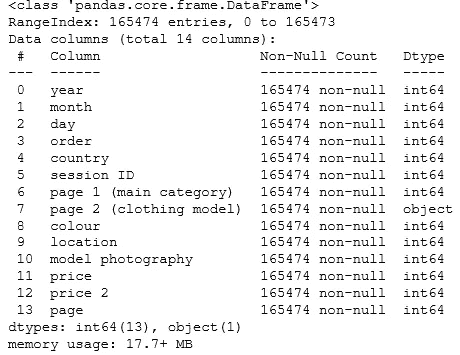 <class 'pandas.core.frame.DataFrame'>
RangeIndex: 165474 entries, 0 to 165473
Data columns (total 14 columns):
 #   Column                    Non-Null Count   Dtype
---  ------                    --------------   -----
 0   year                      165474 non-null  int64
 1   month                     165474 non-null  int64
 2   day                       165474 non-null  int64
 3   order                     165474 non-null  int64
 4   country                   165474 non-null  int64
 5   session ID                165474 non-null  int64
 6   page 1 (main category)    165474 non-null  int64
 7   page 2 (clothing model)   165474 non-null  object
 8   colour                    165474 non-null  int64
 9   location                  165474 non-null  int64
 10  model photography         165474 non-null  int64
 11  price                     165474 non-null  int64
 12  price 2                   165474 non-null  int64
 13  page                      165474 non-null  int64
dtypes: int64(13), object(1)
memory usage: 17.7+ MB